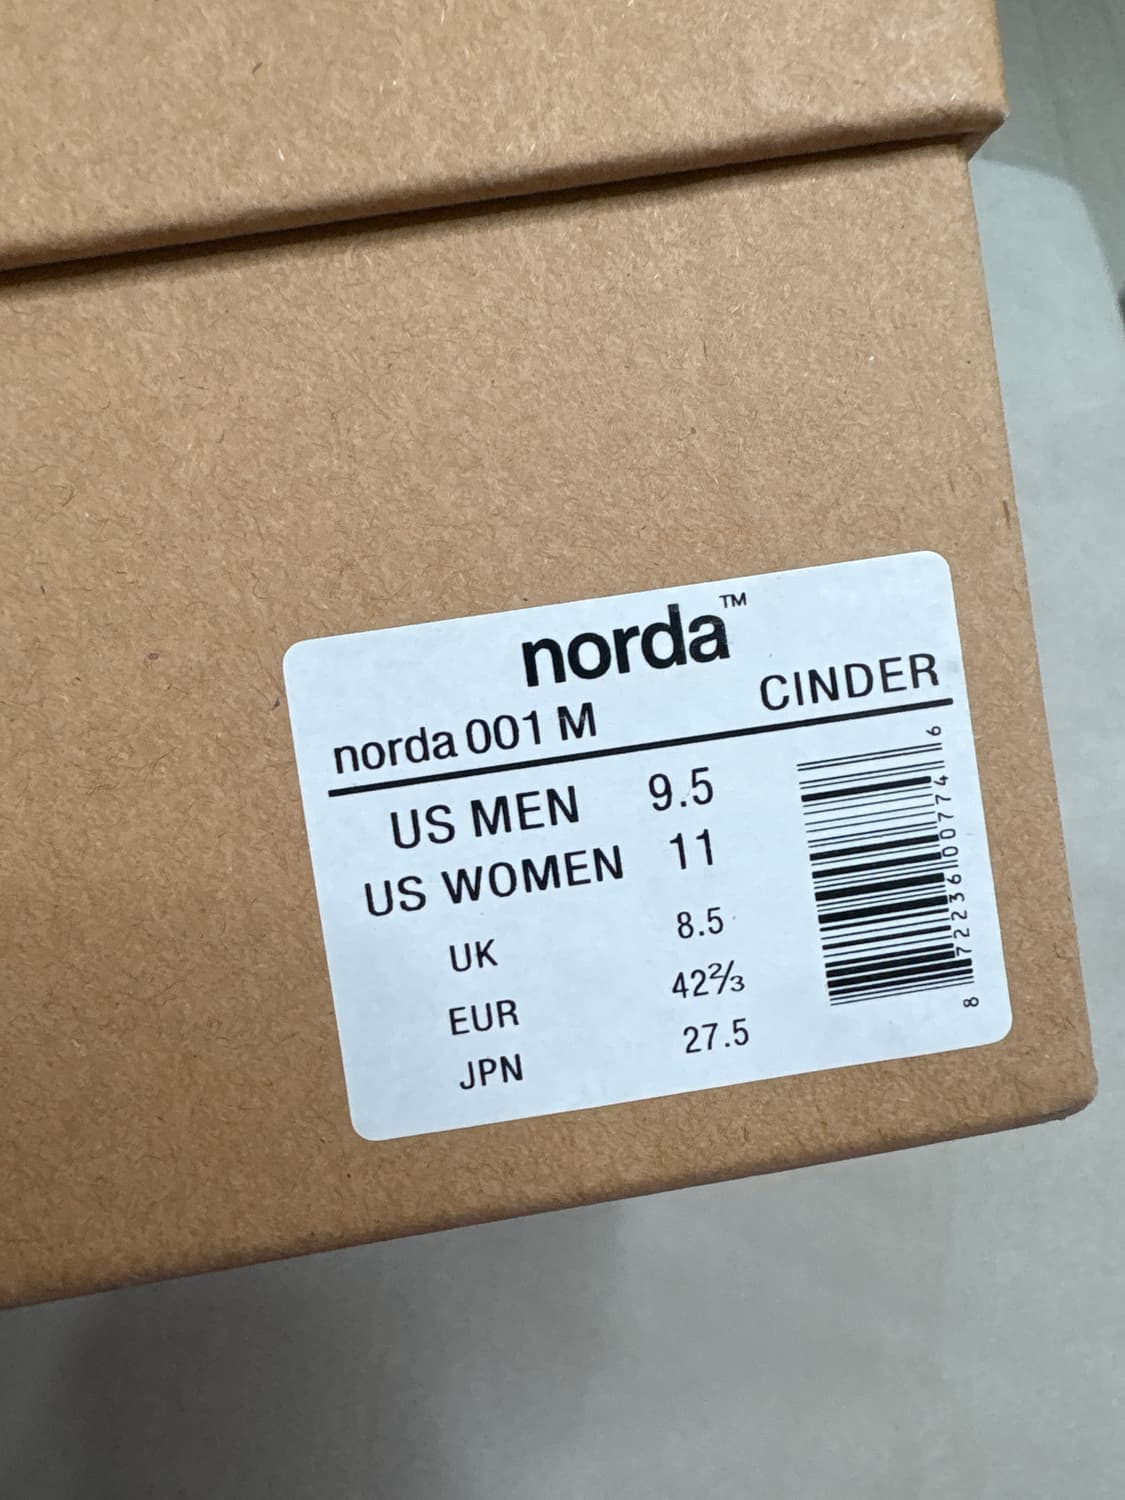 norda™
norda 001 M CINDER
US MEN 9.5
US WOMEN 11
UK 8.5
EUR 42⅔
JPN 27.5
8 72236 00774 6